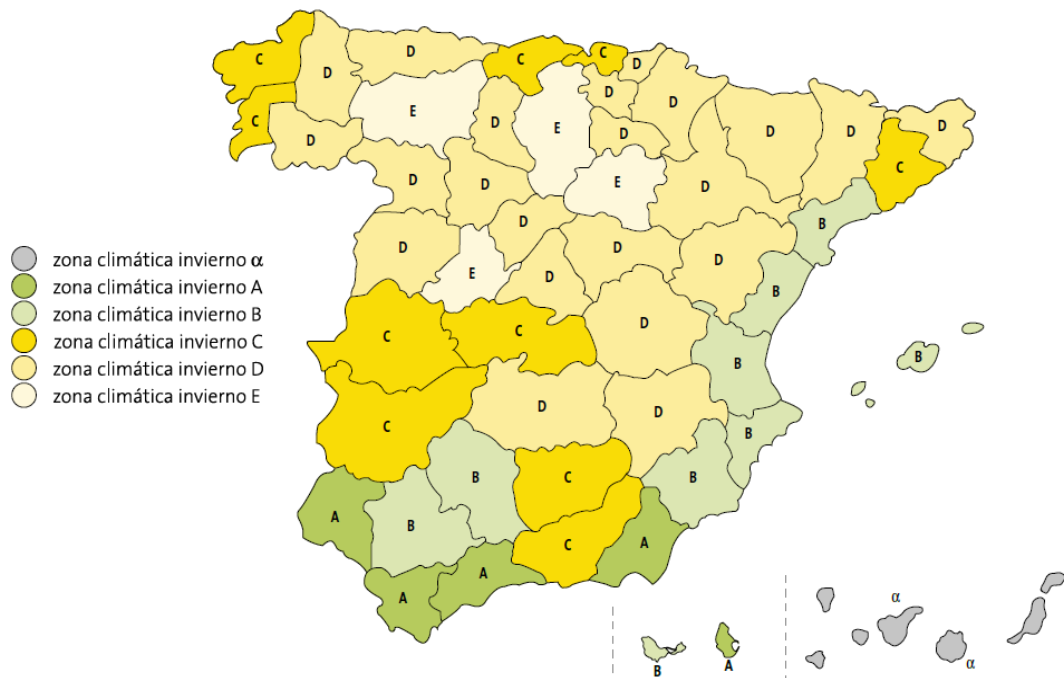 C
D
D
C
C
D
E
D
D
D
C
D
D
E
D
D
D
D
C
D
D
E
D
D
D
D
D
B
E
D
D
B
C
C
D
B
B
C
D
D
B
B
B
C
A
B
C
A
A
A
zona climática invierno α
zona climática invierno A
zona climática invierno B
zona climática invierno C
zona climática invierno D
zona climática invierno E
B
A
α
α